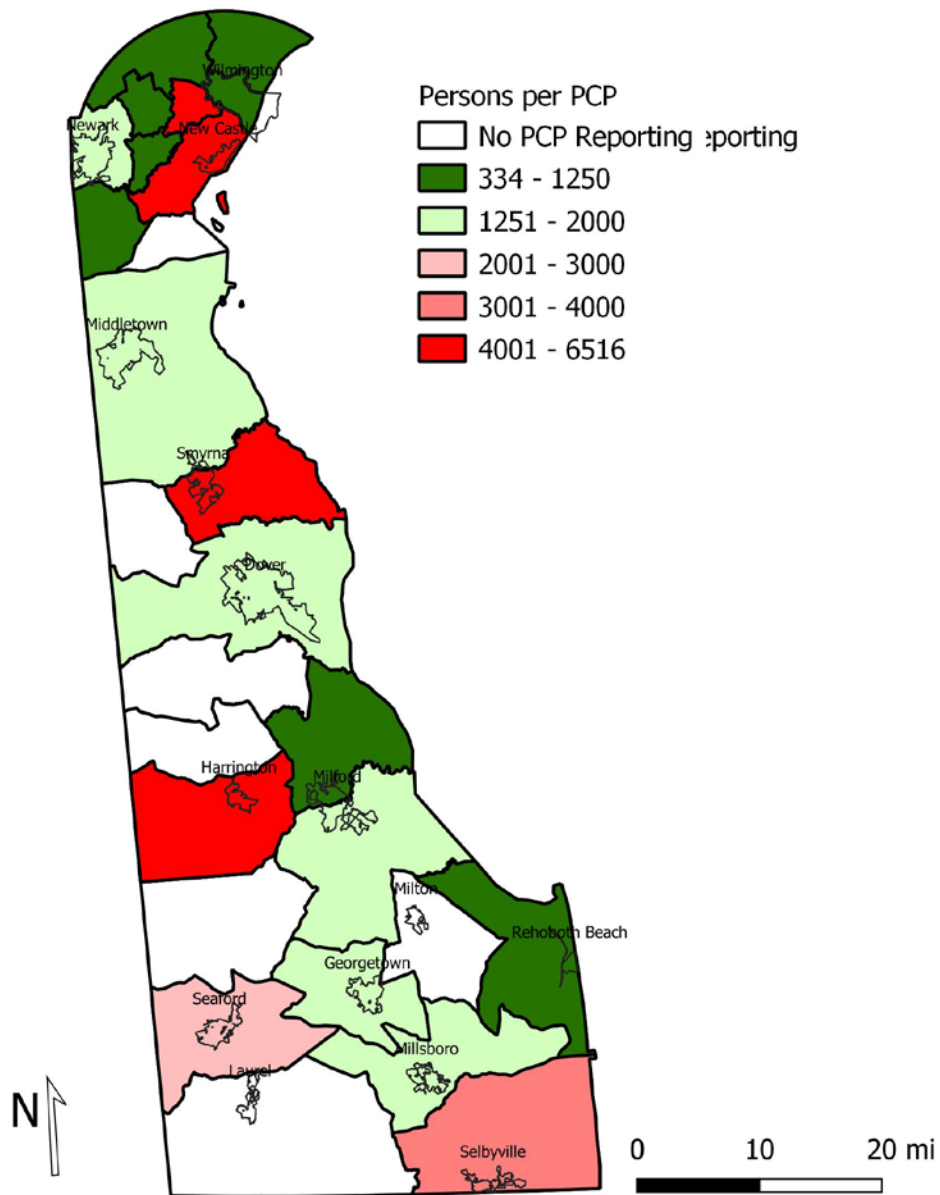 Persons per PCP
No PCP Reporting eporting
334 - 1250
1251 - 2000
2001 - 3000
3001 - 4000
4001 - 6516
Wilmington
Newark
New Castle
Middletown
Smyrna
Dover
Harrington
Milford
Milton
Rehoboth Beach
Georgetown
Seaford
Millsboro
Laurel
N
Selbyville
0 10 20 mi